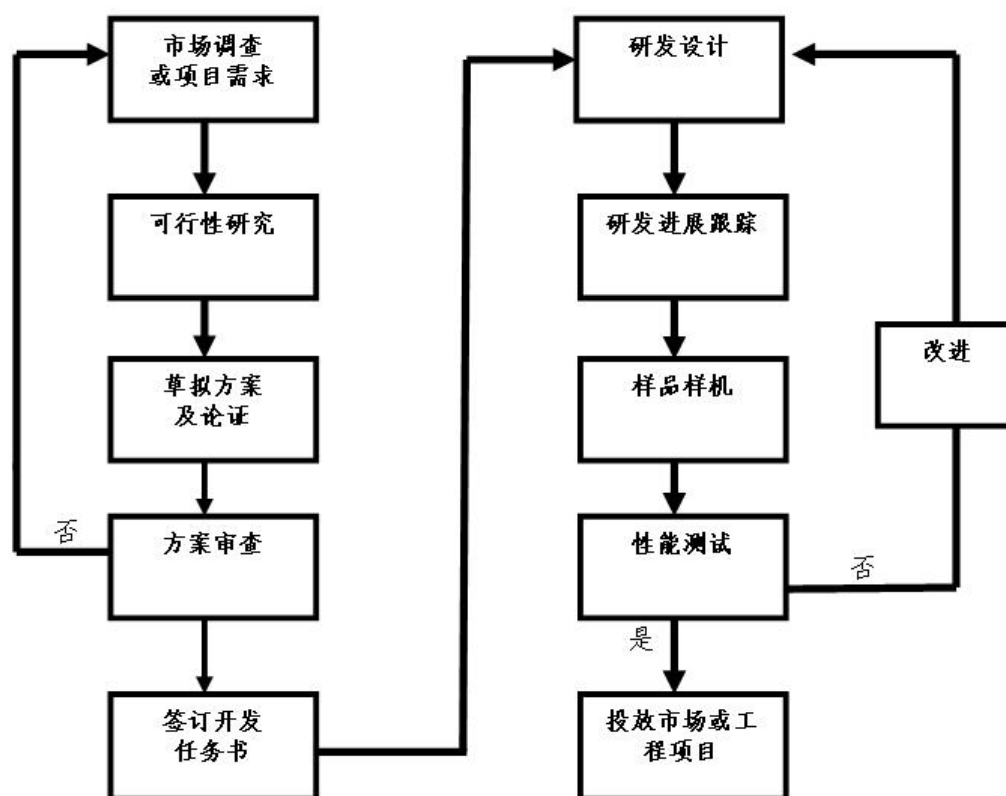 市场调查
或项目需求
可行性研究
草拟方案
及论证
否
方案审查
签订开发
任务书
研发设计
研发进展跟踪
改进
样品样机
性能测试
否
是
投放市场或工
程项目